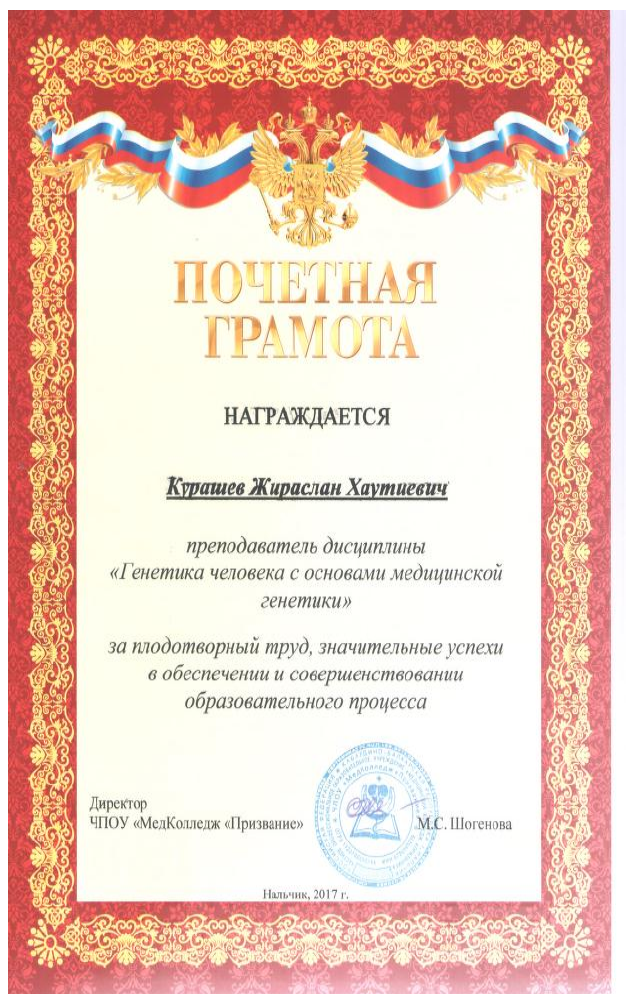 ПОЧЕТНАЯ
ГРАМОТА
НАГРАЖДАЕТСЯ
Курашев Жираслан Хаутиевич
преподаватель дисциплины
«Генетика человека с основами медицинской
генетики»
за плодотворный труд, значительные успехи
в обеспечении и совершенствовании
образовательного процесса
Директор
ЧПОУ «МедКолледж «Призвание»
М.С. Шогенова
Нальчик, 2017 г.